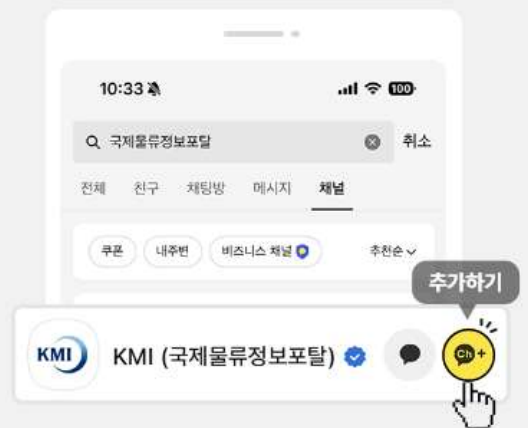 10:33
100
국제물류정보포탈
취소
전체 친구 채팅방 메시지 채널
쿠폰 내주변 비즈니스 채널 추천순
추가하기
KMI KMI (국제물류정보포탈) Ch+